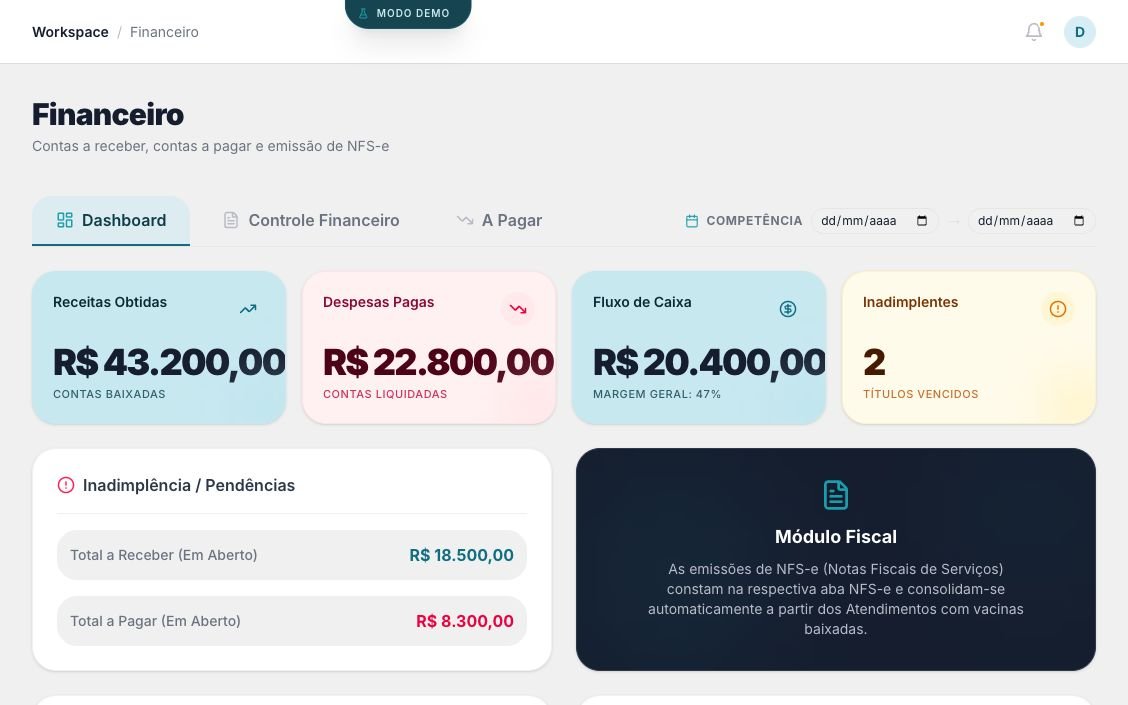 MODO DEMO
Workspace / Financeiro
D
Financeiro
Contas a receber, contas a pagar e emissão de NFS-e
Dashboard
Controle Financeiro
A Pagar
COMPETÊNCIA
dd/mm/aaaa → dd/mm/aaaa
Receitas Obtidas
R$ 43.200,00
CONTAS BAIXADAS
Despesas Pagas
R$ 22.800,00
CONTAS LIQUIDADAS
Fluxo de Caixa
R$ 20.400,00
MARGEM GERAL: 47%
Inadimplentes
2
TÍTULOS VENCIDOS
Inadimplência / Pendências
Total a Receber (Em Aberto) R$ 18.500,00
Total a Pagar (Em Aberto) R$ 8.300,00
Módulo Fiscal
As emissões de NFS-e (Notas Fiscais de Serviços)
constam na respectiva aba NFS-e e consolidam-se
automaticamente a partir dos Atendimentos com vacinas
baixadas.